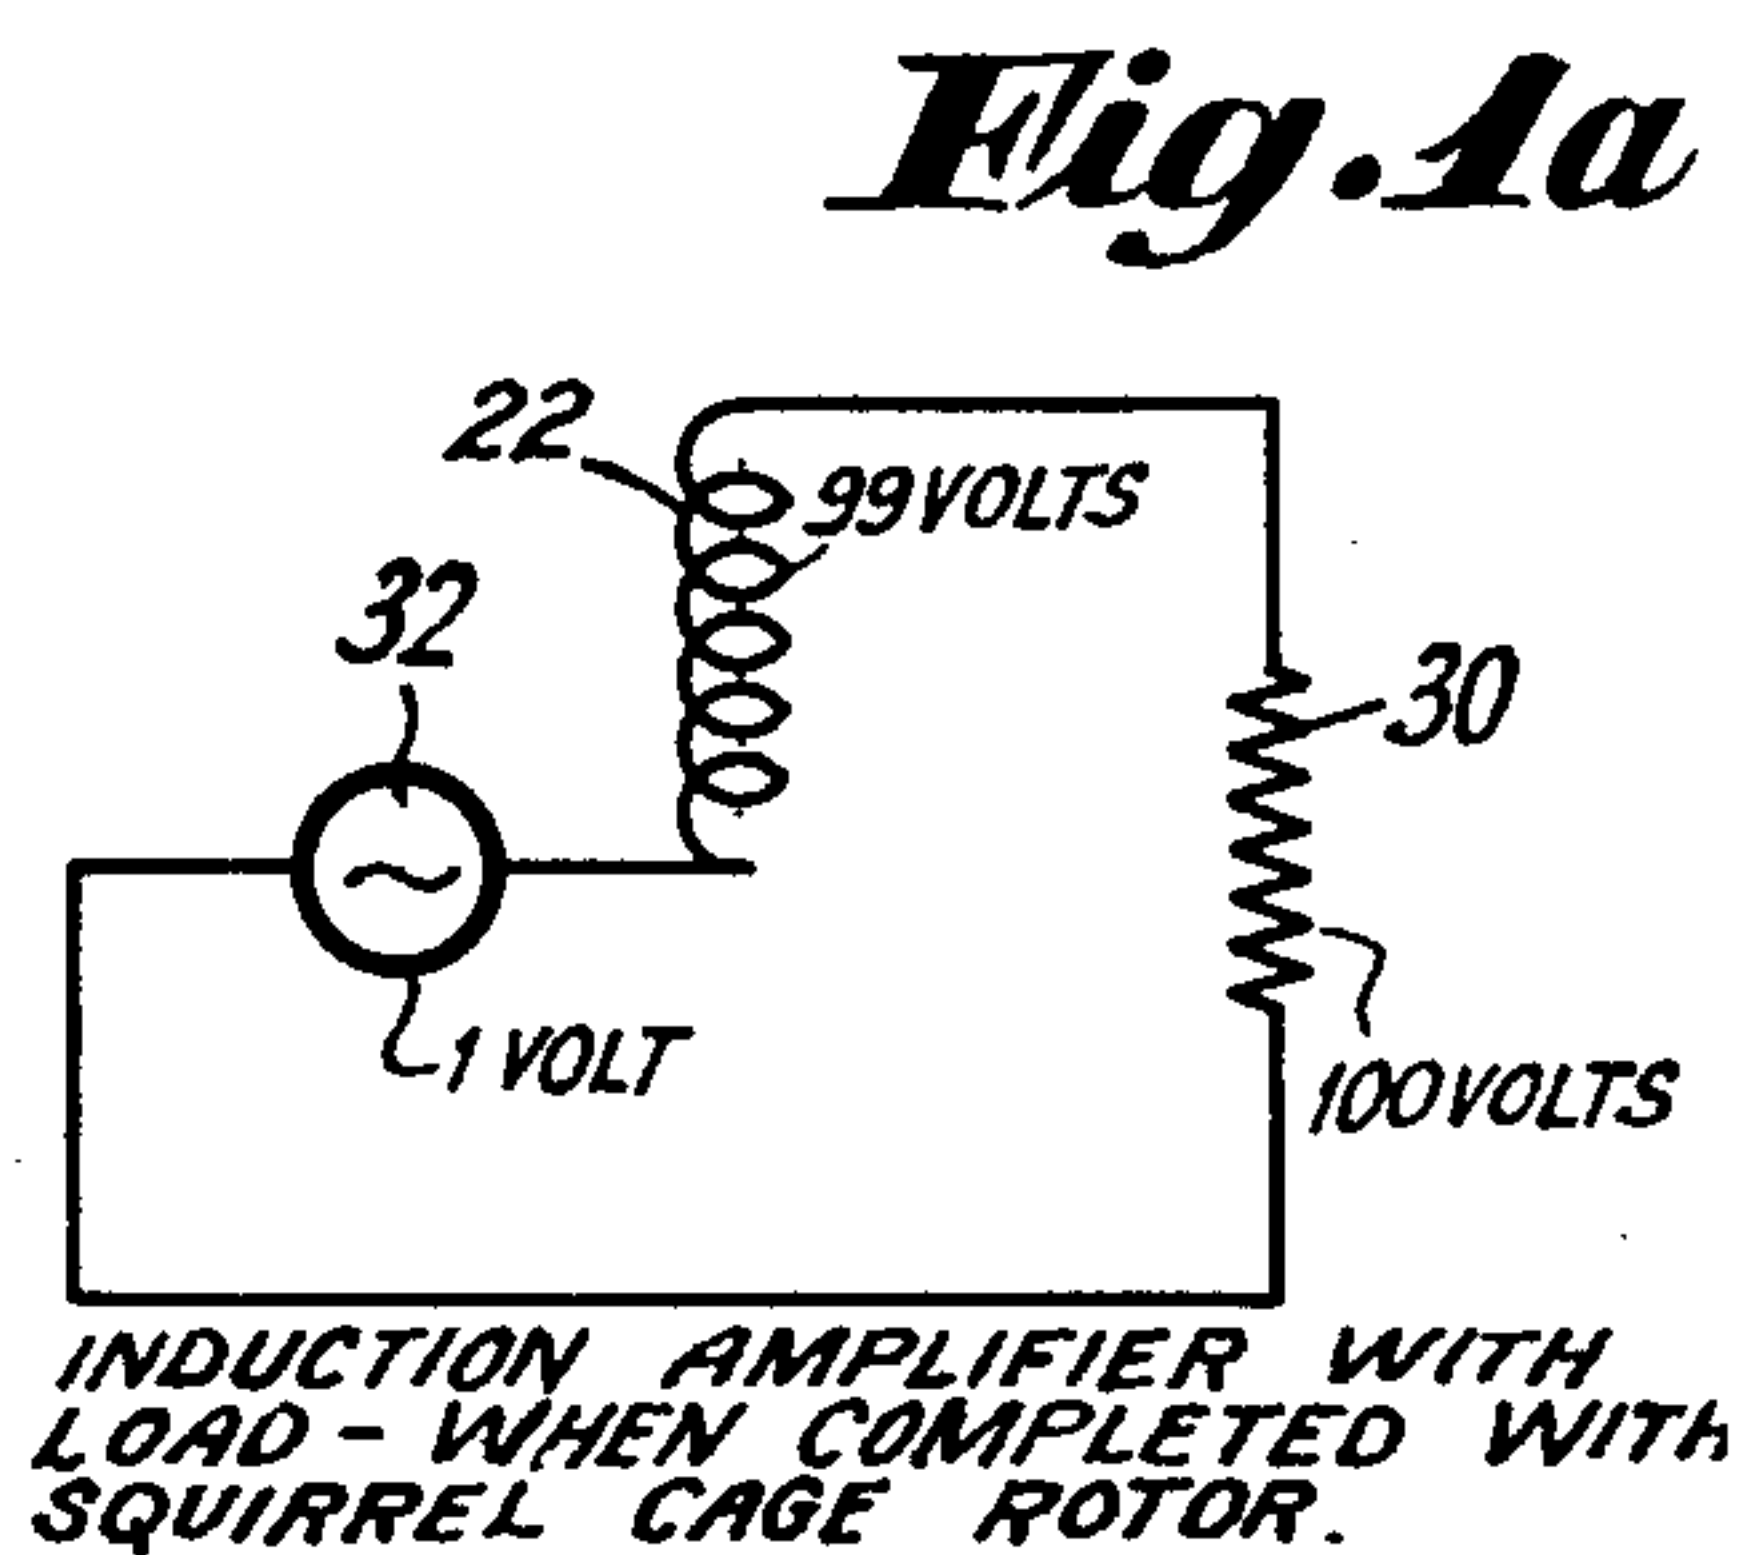 Fig. 1a
22
99 VOLTS
32
30
1 VOLT
100 VOLTS
INDUCTION AMPLIFIER WITH
LOAD - WHEN COMPLETED WITH
SQUIRREL CAGE ROTOR.